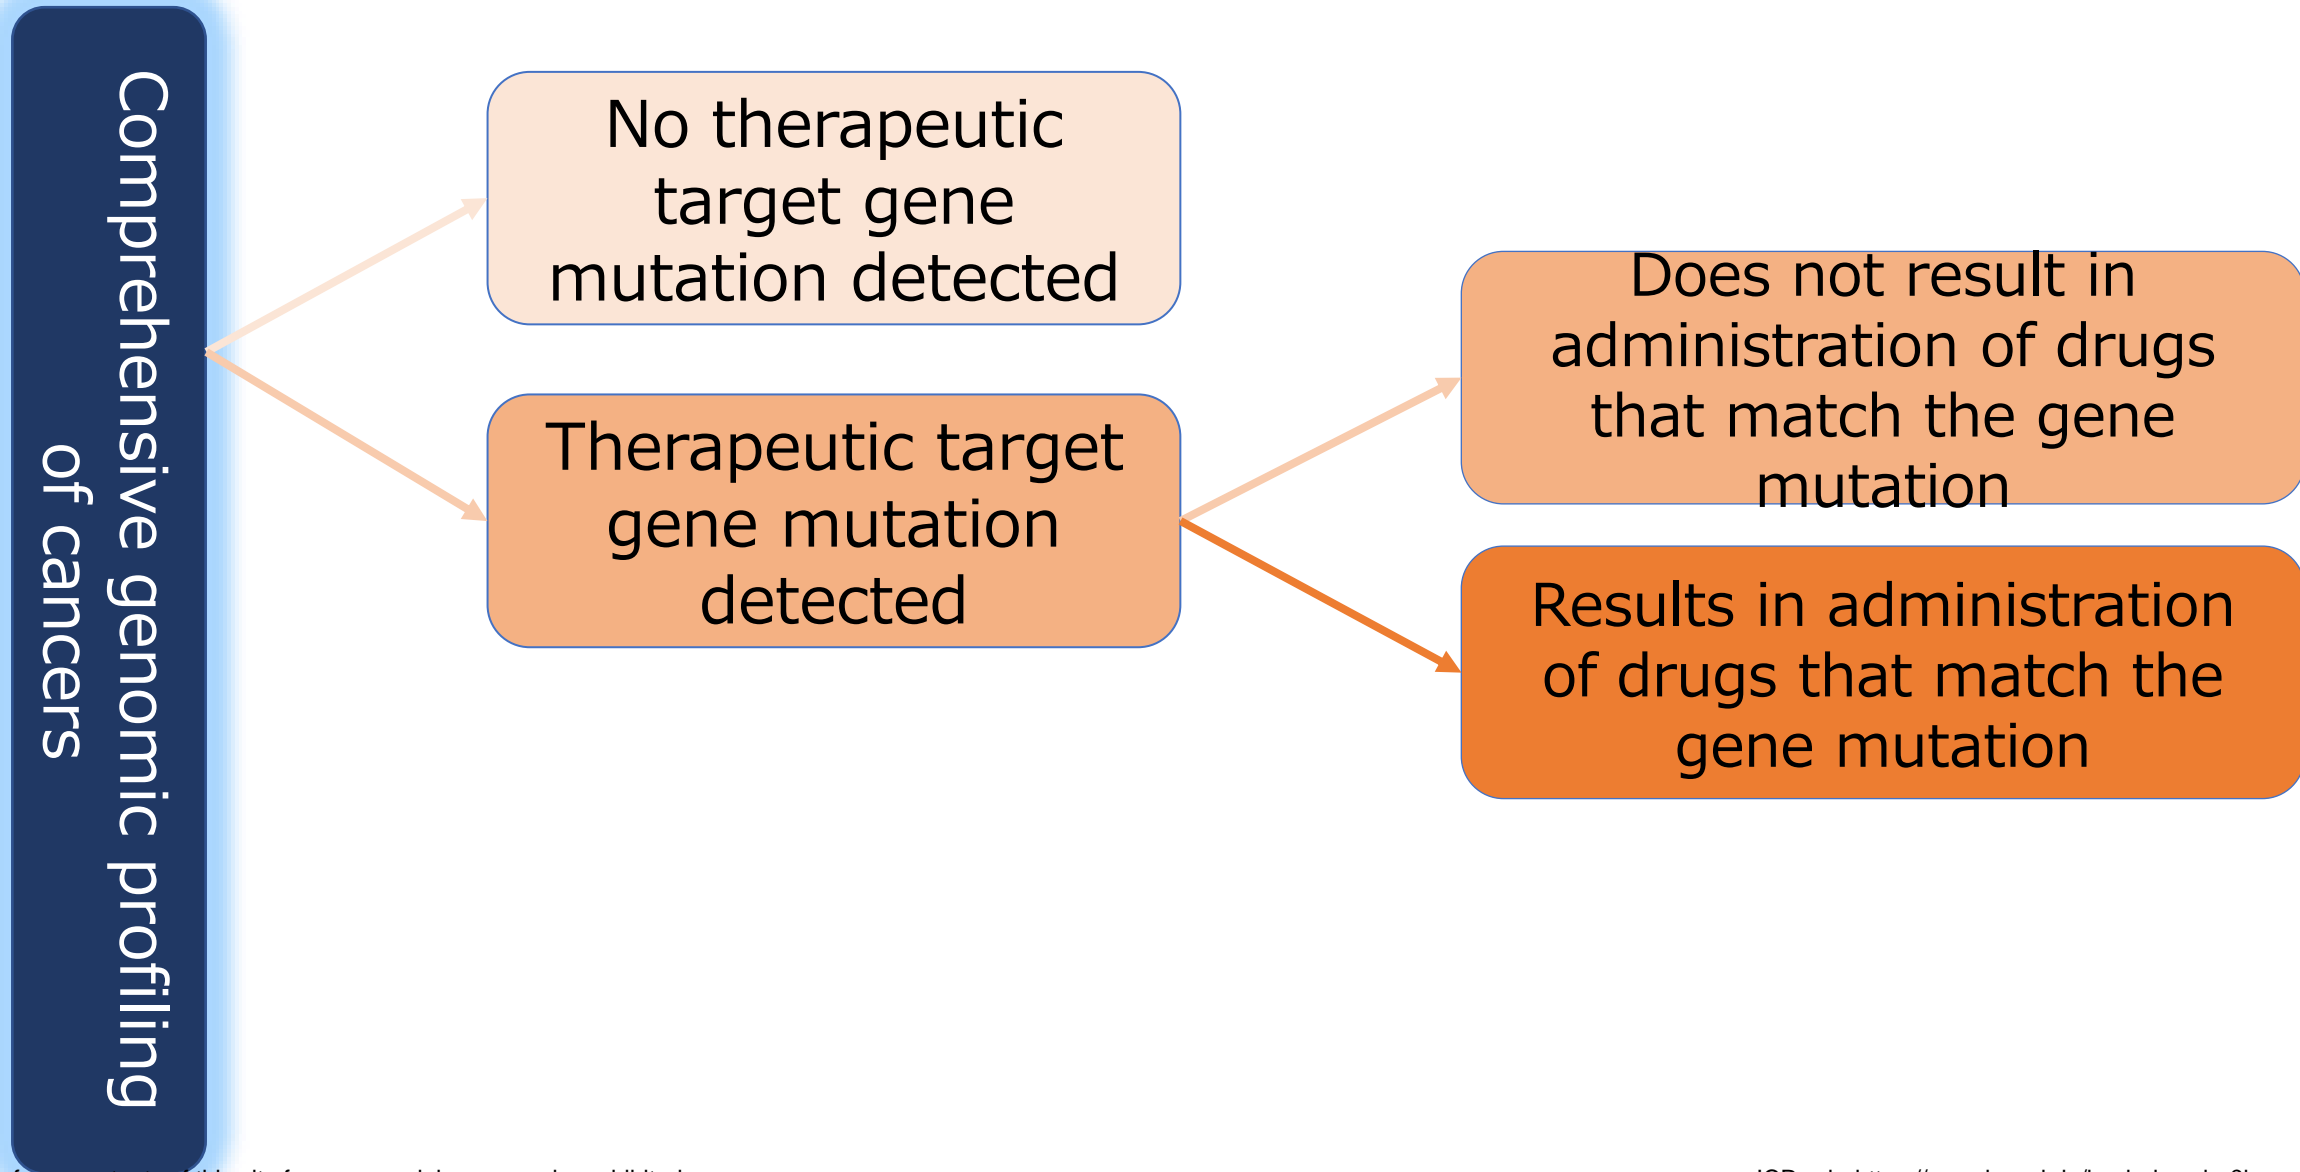 Comprehensive genomic profiling
of cancers
No therapeutic
target gene
mutation detected
Therapeutic target
gene mutation
detected
Does not result in
administration of drugs
that match the gene
mutation
Results in administration
of drugs that match the
gene mutation